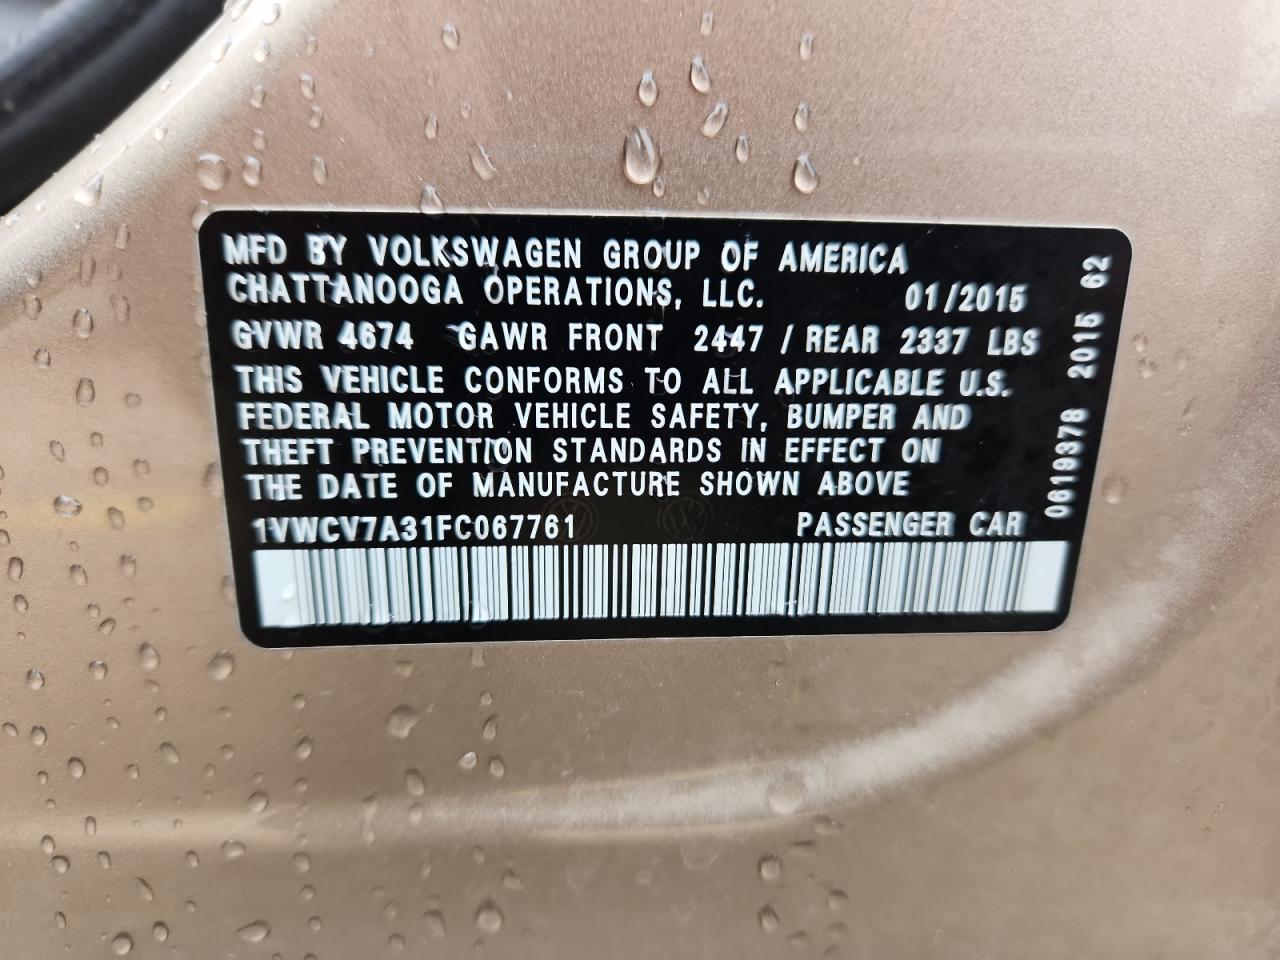 MFD BY VOLKSWAGEN GROUP OF AMERICA
CHATTANOOGA OPERATIONS, LLC. 01/2015
GVWR 4674 GAWR FRONT 2447 / REAR 2337 LBS
THIS VEHICLE CONFORMS TO ALL APPLICABLE U.S.
FEDERAL MOTOR VEHICLE SAFETY, BUMPER AND
THEFT PREVENTION STANDARDS IN EFFECT ON
THE DATE OF MANUFACTURE SHOWN ABOVE
1VWCV7A31FC067761 PASSENGER CAR
0619378 2015 62